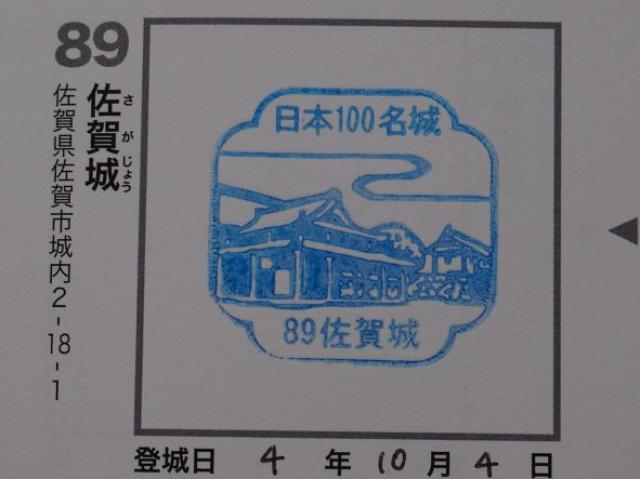 89
佐賀城
さがじょう
佐賀県佐賀市城内2-18-1
日本100名城
89佐賀城
登城日 4 年 10 月 4 日